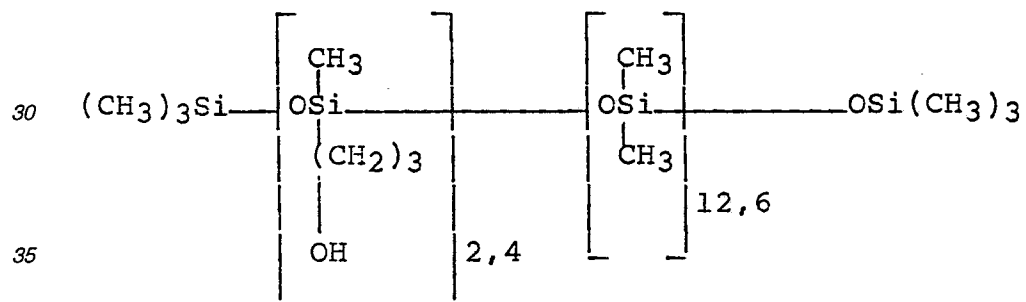 CH3 CH3
30 (CH3)3Si OSi OSi OSi(CH3)3
(CH2)3 CH3
12,6
35 OH 2,4